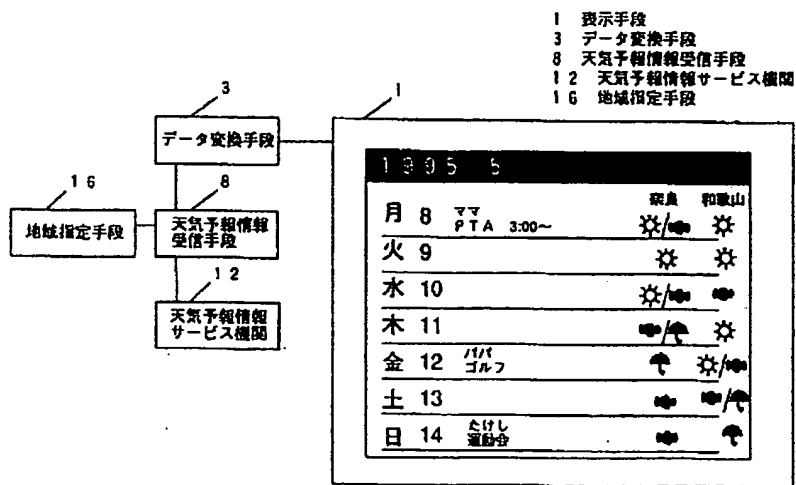 1 表示手段
3 データ変換手段
8 天気予報情報受信手段
12 天気予報情報サービス機関
16 地域指定手段
3
1
データ変換手段
16
8
地域指定手段
天気予報情報
受信手段
12
天気予報情報
サービス機関
1995 5
奈良 和歌山
月 8 ママ
PTA 3:00〜
火 9
水 10
木 11
金 12 パパ
ゴルフ
土 13
日 14 たけし
運動会